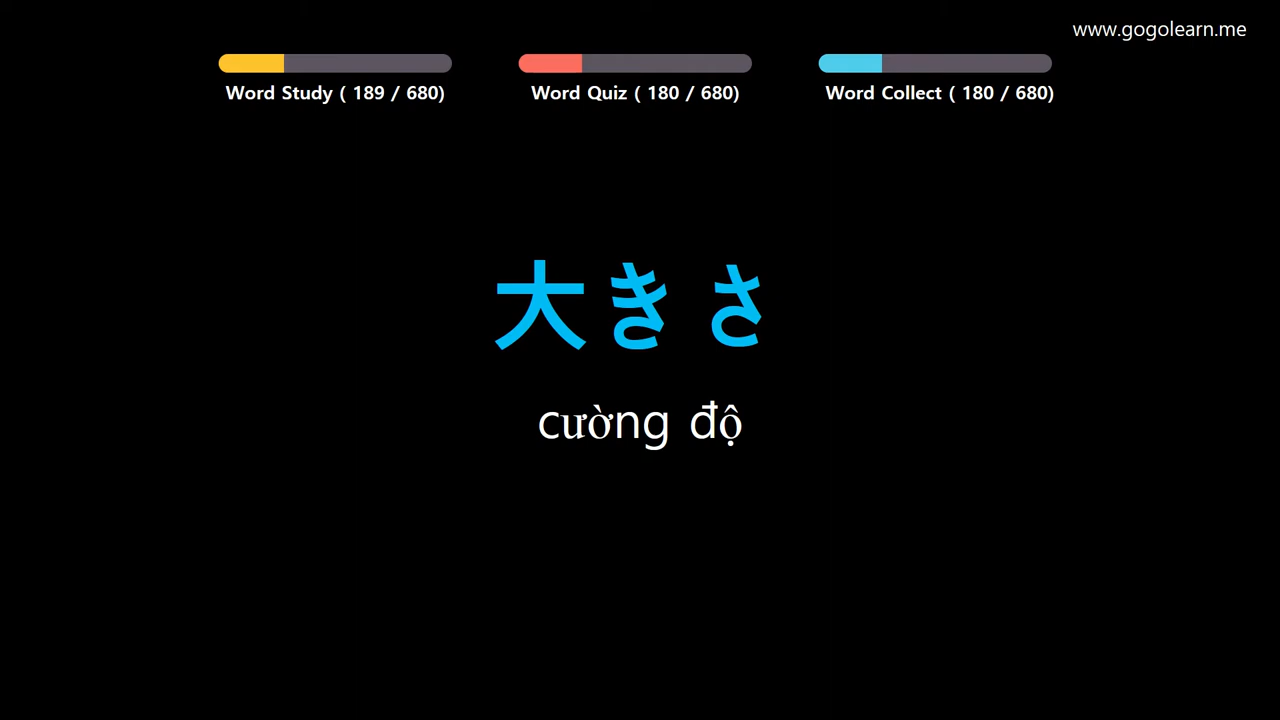 www.gogolearn.me
Word Study ( 189 / 680)
Word Quiz ( 180 / 680)
Word Collect ( 180 / 680)
大きさ
cường độ